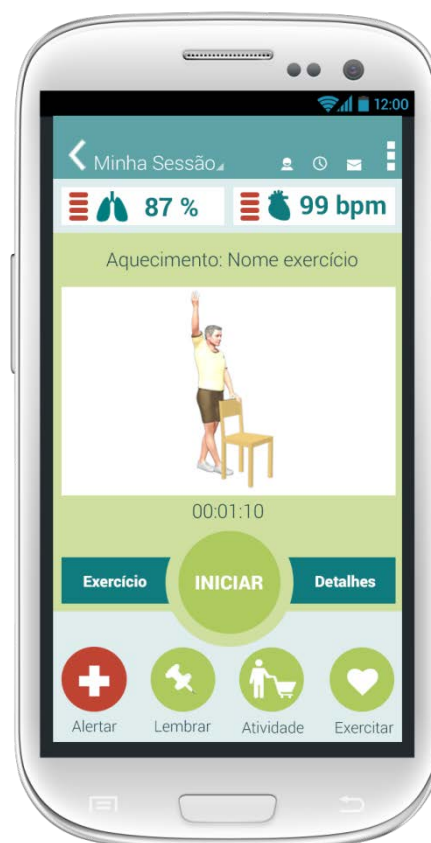 12:00
Minha Sessão
87 %
99 bpm
Aquecimento: Nome exercício
00:01:10
Exercício
INICIAR
Detalhes
Alertar
Lembrar
Atividade
Exercitar